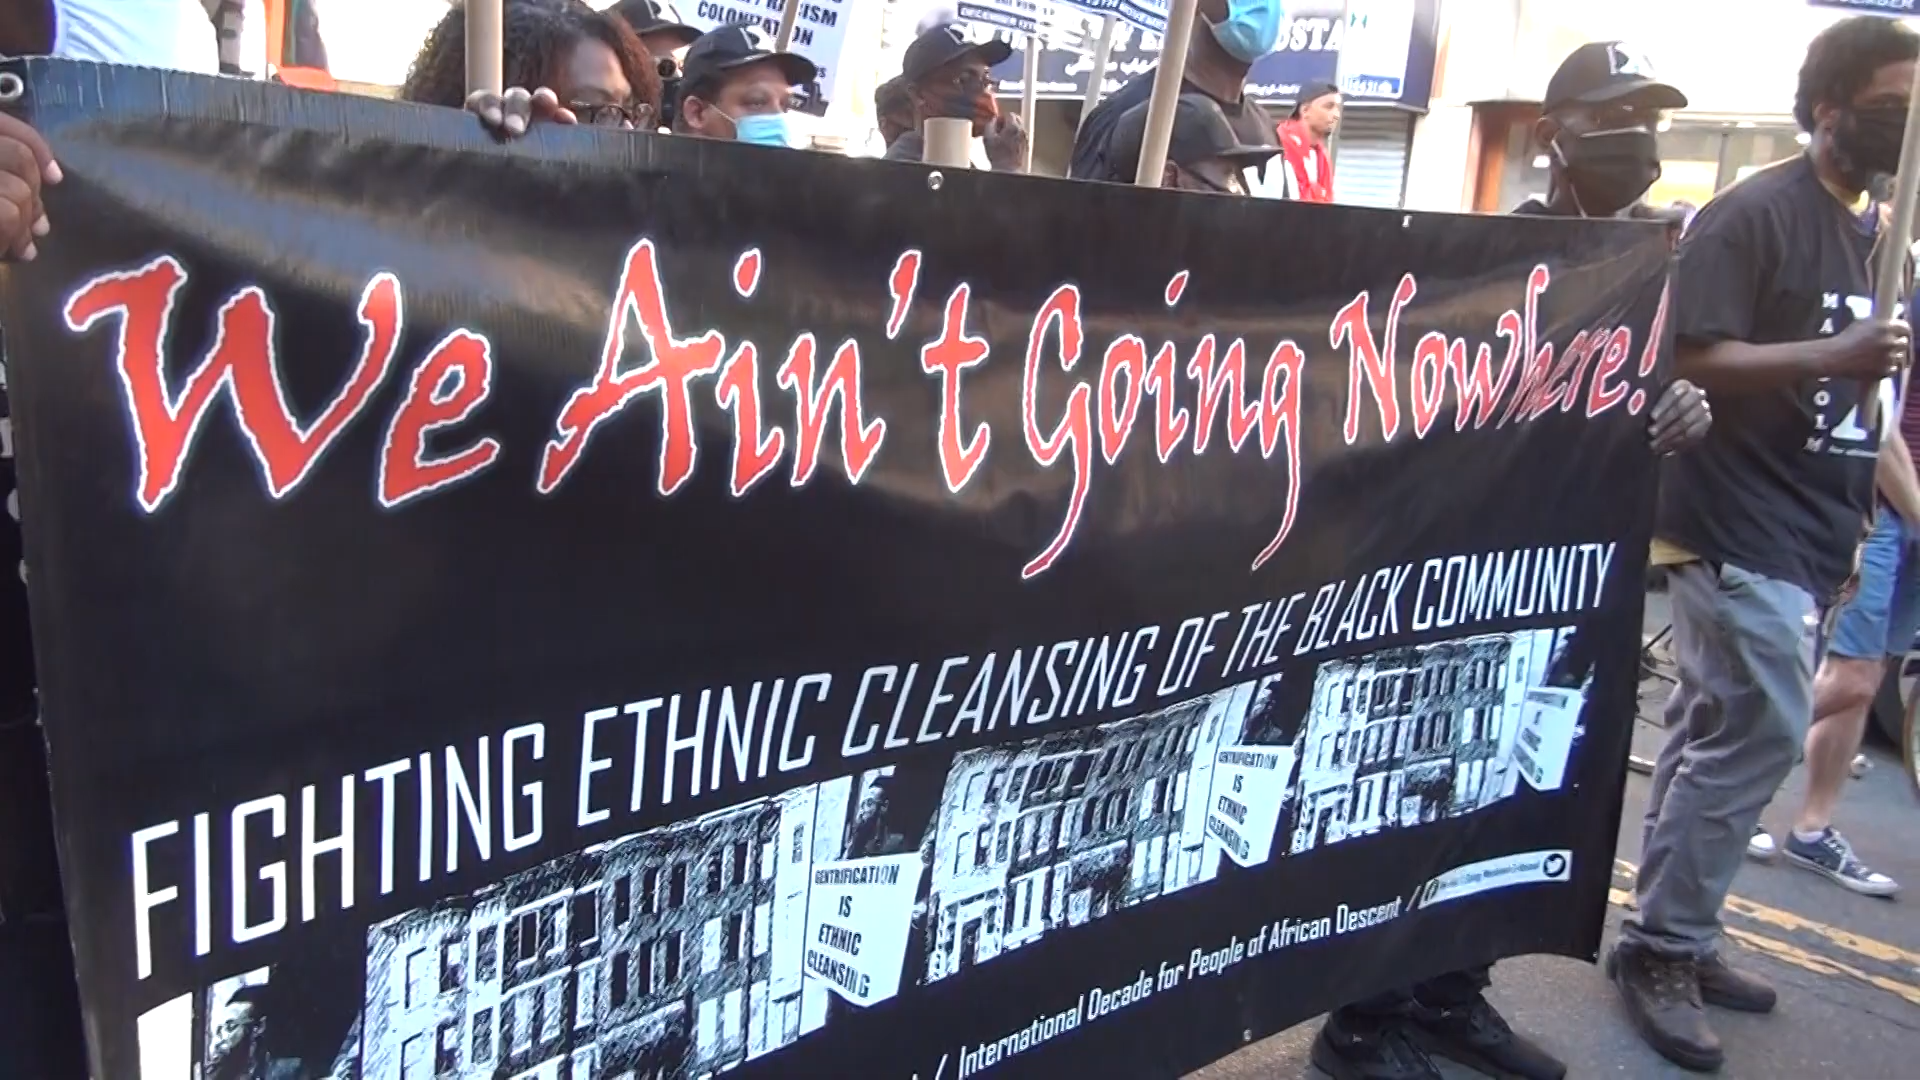 COLONIZATION
We Ain't Going Nowhere!
FIGHTING ETHNIC CLEANSING OF THE BLACK COMMUNITY
GENTRIFICATION
IS
ETHNIC
CLEANSING
GENTRIFICATION
IS
ETHNIC
CLEANSING
/ International Decade for People of African Descent /
MALCOLM
X